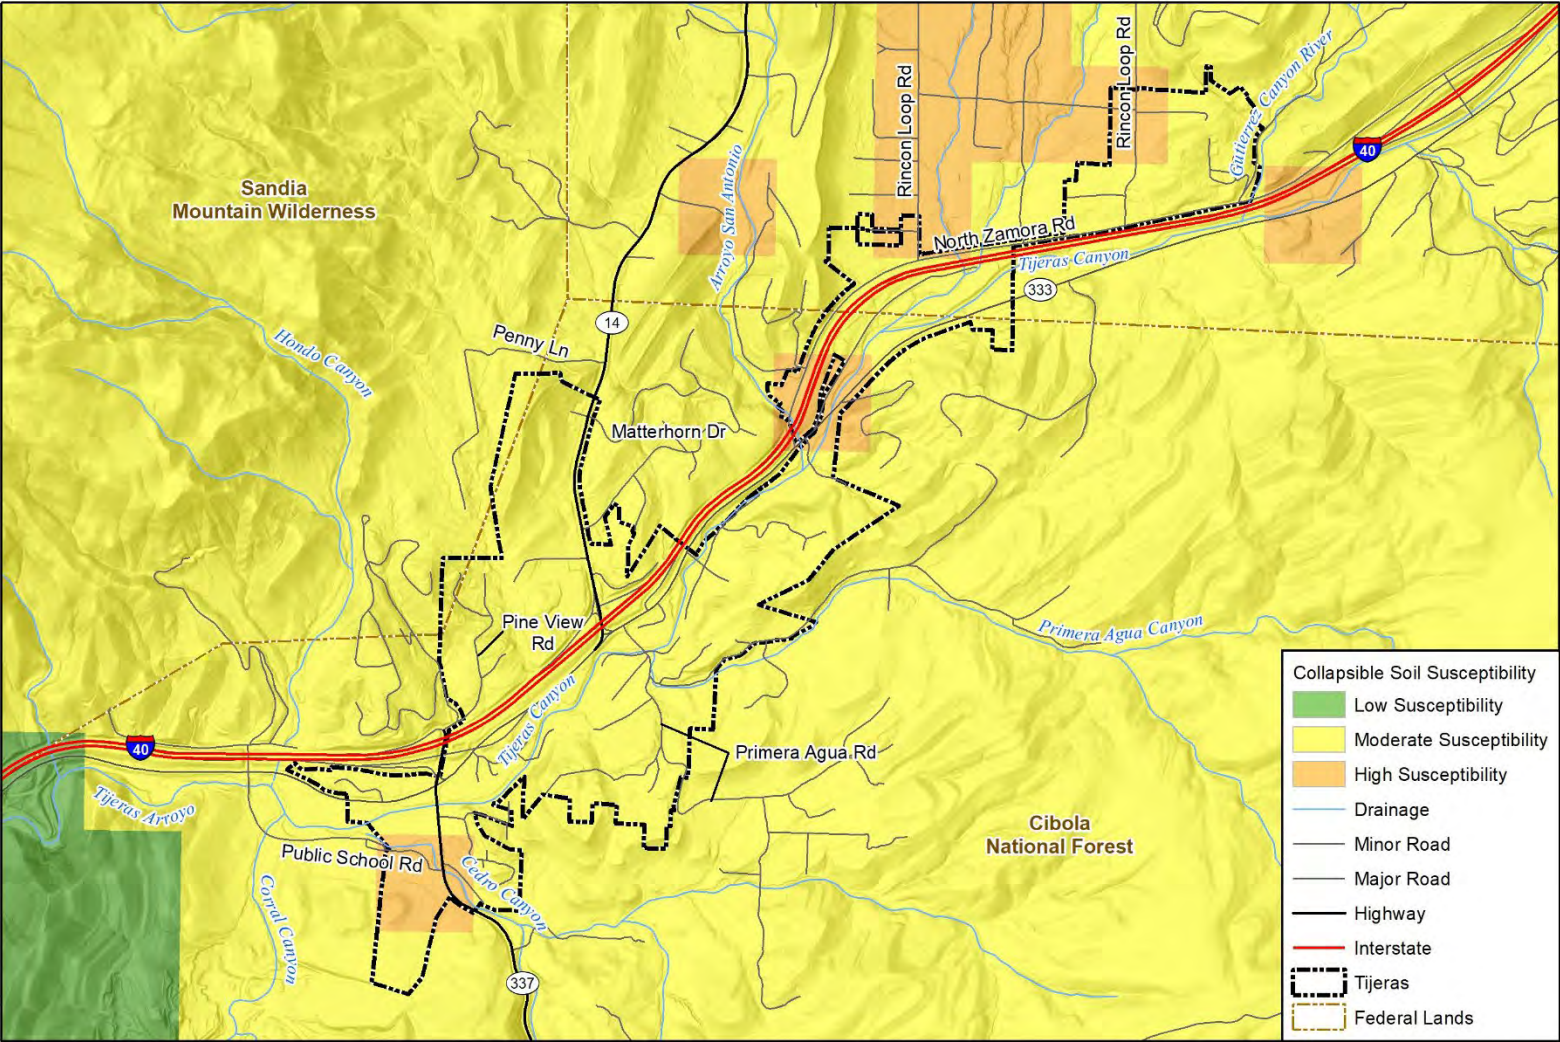 Rincon Loop Rd
Rincon Loop Rd
Gutierrez Canyon River
40
Sandia
Mountain Wilderness
Arroyo San Antonio
North Zamora Rd
Tijeras Canyon
333
14
Penny Ln
Hondo Canyon
Matterhorn Dr
Pine View
Rd
Primera Agua Canyon
Tijeras Canyon
40
Primera Agua Rd
Tijeras Arroyo
Cibola
National Forest
Public School Rd
Cedro Canyon
Corral Canyon
337
Collapsible Soil Susceptibility
Low Susceptibility
Moderate Susceptibility
High Susceptibility
Drainage
Minor Road
Major Road
Highway
Interstate
Tijeras
Federal Lands